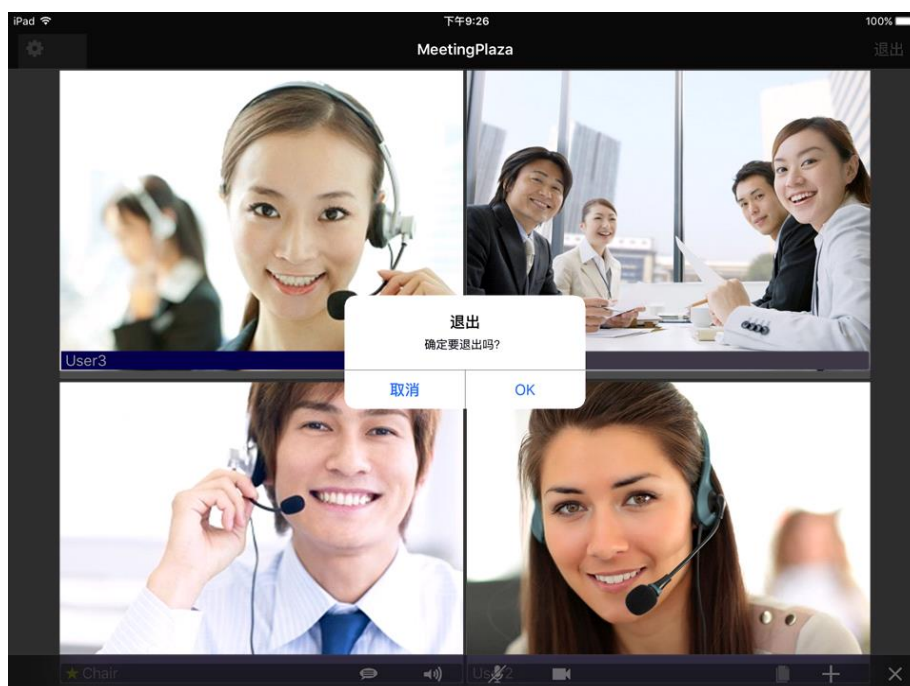 iPad
下午9:26
100%
MeetingPlaza
退出
退出
确定要退出吗?
User3
取消
OK
Chair
User2